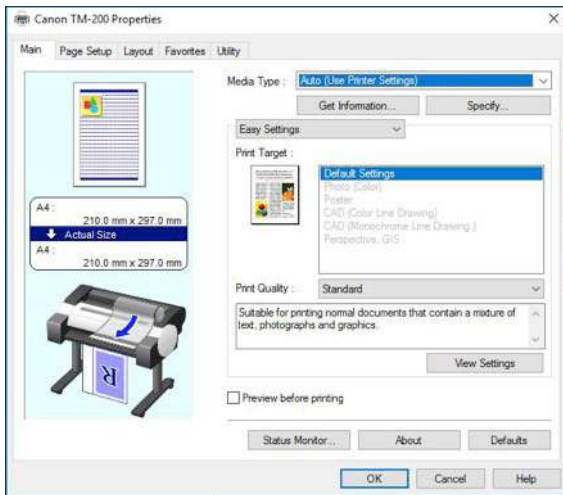 Canon TM-200 Properties
Main Page Setup Layout Favorites Utility
Media Type : Auto (Use Printer Settings)
Get Information... Specify...
Easy Settings
Print Target :
Default Settings
Photo (Color)
Poster
CAD (Color Line Drawing)
CAD (Monochrome Line Drawing )
Perspective, GIS
A4 :
210.0 mm x 297.0 mm
Actual Size
A4 :
210.0 mm x 297.0 mm
Print Quality : Standard
Suitable for printing normal documents that contain a mixture of
text, photographs and graphics.
View Settings
R
Preview before printing
Status Monitor... About Defaults
OK Cancel Help